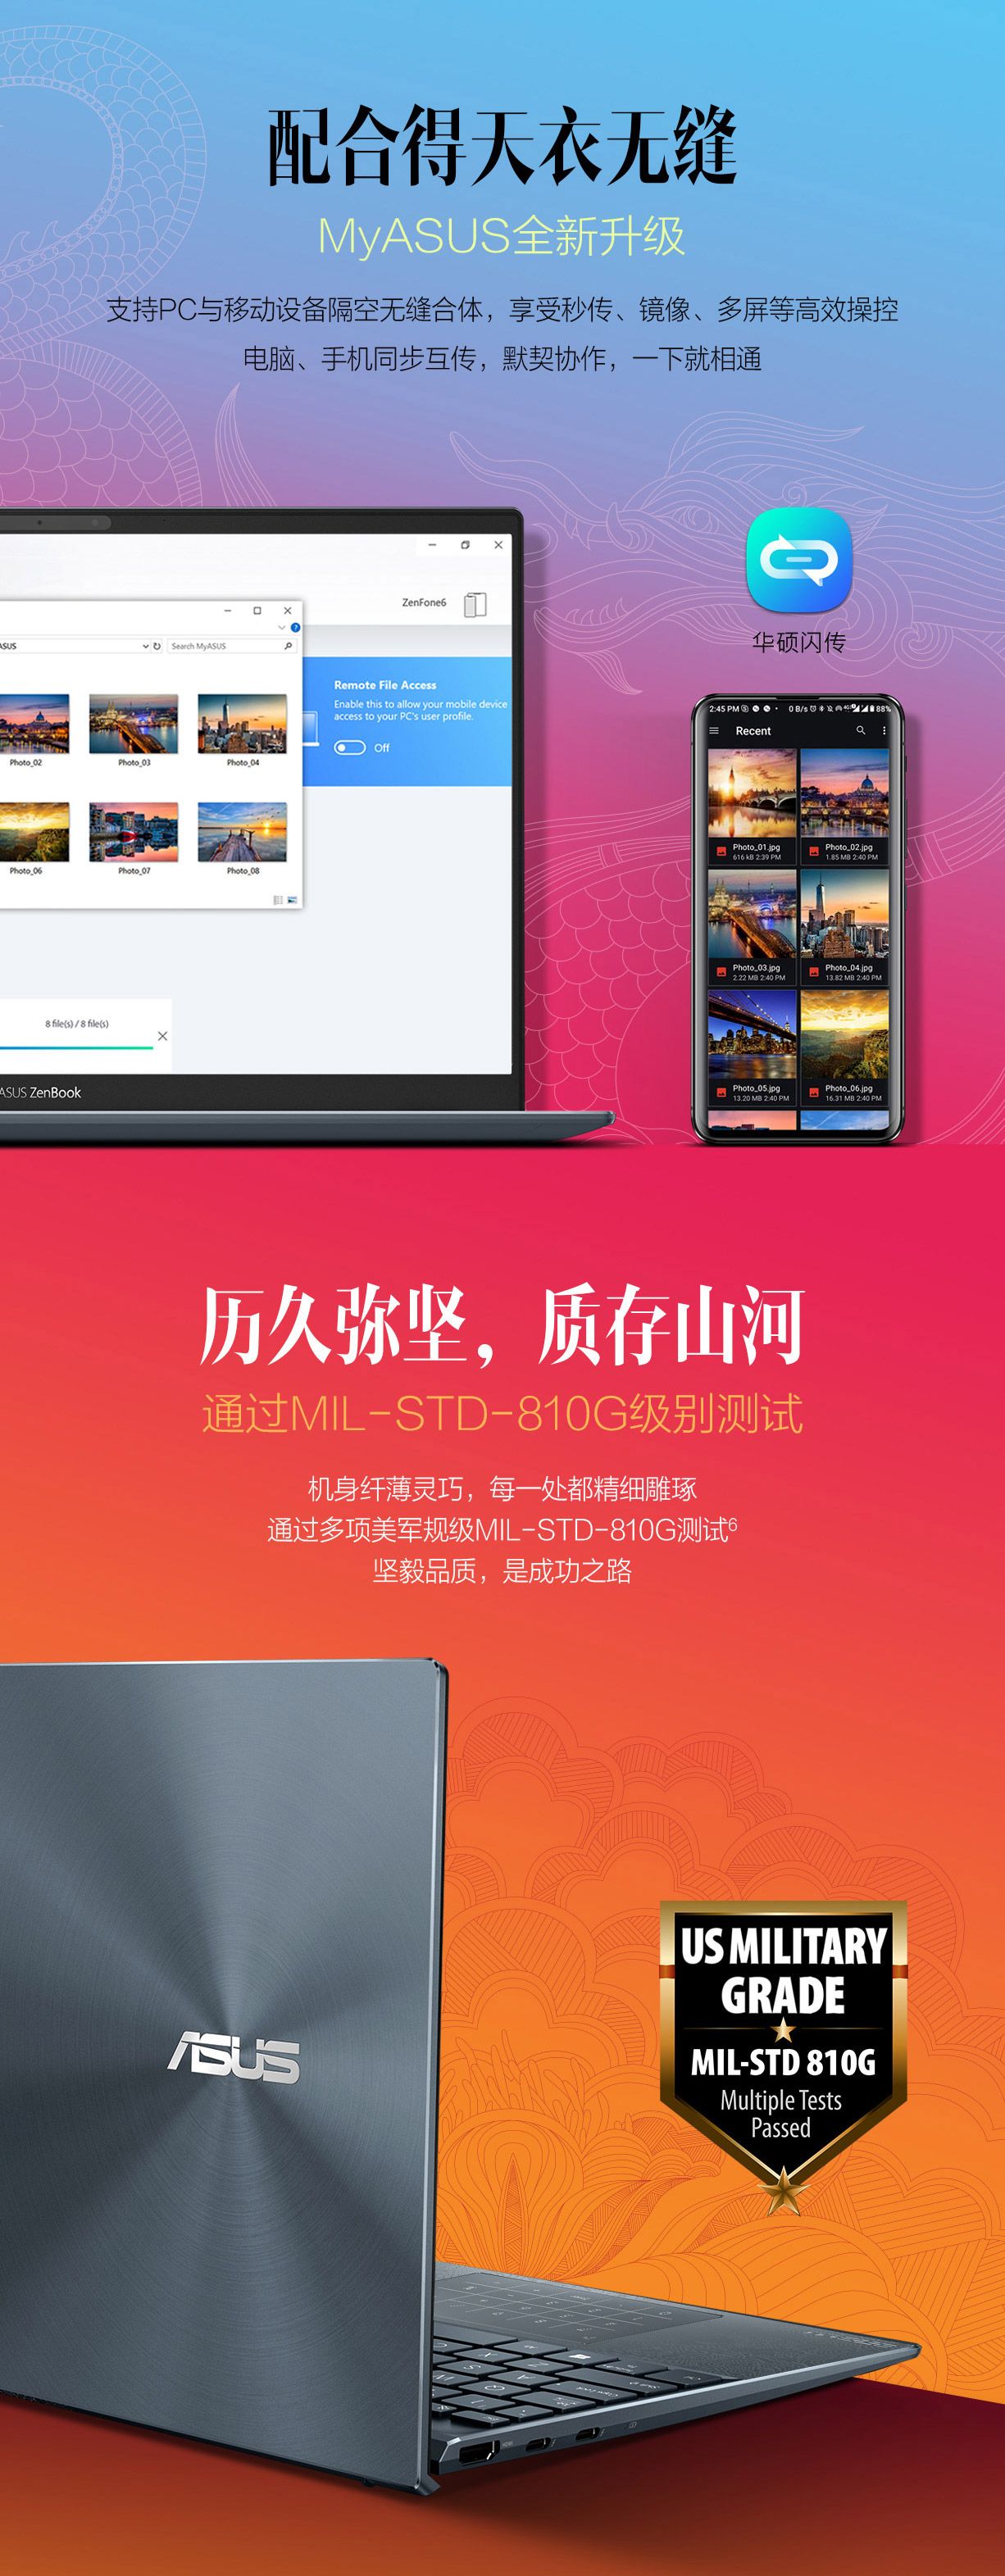 配合得天衣无缝
MyASUS全新升级
支持PC与移动设备隔空无缝合体，享受秒传、镜像、多屏等高效操控
电脑、手机同步互传，默契协作，一下就相通
ZenFone6
ASUS
Search MyASUS
Remote File Access
Enable this to allow your mobile device
access to your PC's user profile.
Off
Photo_02
Photo_03
Photo_04
Photo_06
Photo_07
Photo_08
8 file(s) / 8 file(s)
ASUS ZenBook
华硕闪传
2:45 PM
0 B/s
88%
Recent
Photo_01.jpg
616 kB 2:39 PM
Photo_02.jpg
1.85 MB 2:40 PM
Photo_03.jpg
2.22 MB 2:40 PM
Photo_04.jpg
13.82 MB 2:40 PM
Photo_05.jpg
13.20 MB 2:40 PM
Photo_06.jpg
16.31 MB 2:40 PM
历久弥坚，质存山河
通过MIL-STD-810G级别测试
机身纤薄灵巧，每一处都精细雕琢
通过多项美军规级MIL-STD-810G测试6
坚毅品质，是成功之路
US MILITARY
GRADE
MIL-STD 810G
Multiple Tests
Passed
ASUS